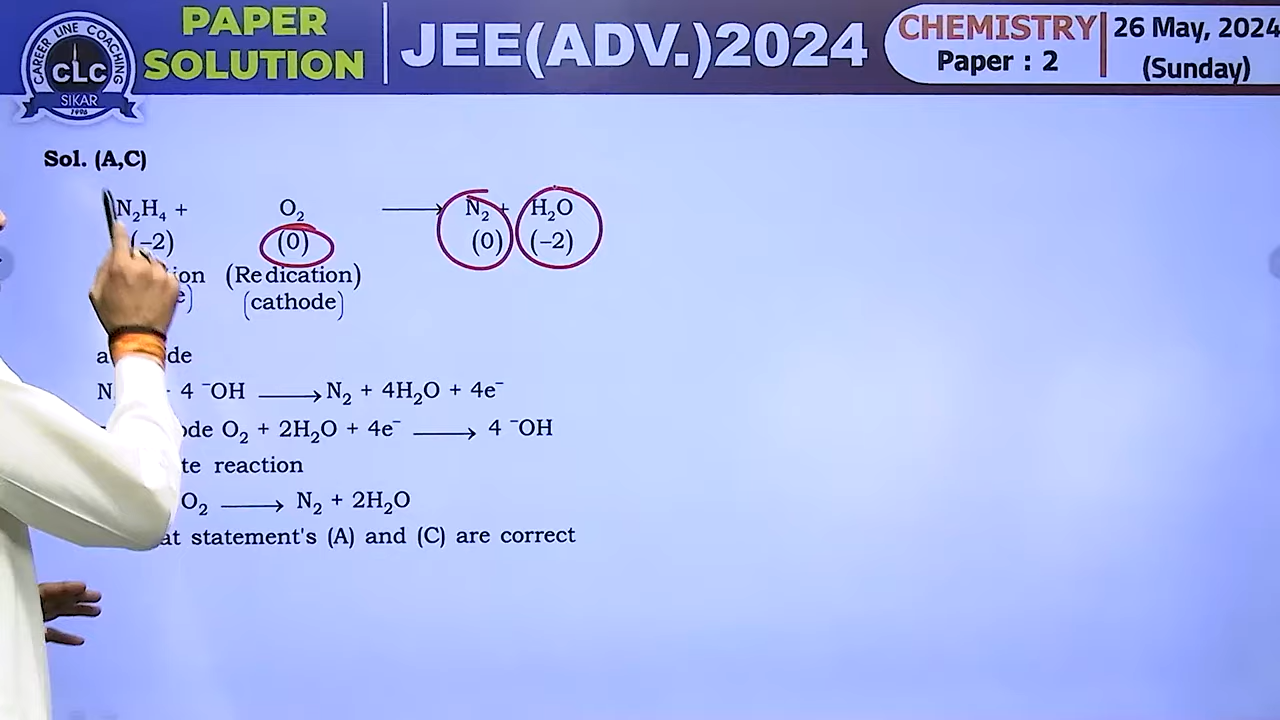 CAREER LINE COACHING
CLC
SIKAR
1996
PAPER
SOLUTION
JEE(ADV.)2024
CHEMISTRY
Paper : 2
26 May, 2024
(Sunday)
Sol. (A,C)
N₂H₄ + O₂ ⟶ N₂ + H₂O
(–2) (0) (0) (–2)
(Redication)
(cathode)
4 ⁻OH ⟶ N₂ + 4H₂O + 4e⁻
O₂ + 2H₂O + 4e⁻ ⟶ 4 ⁻OH
reaction
O₂ ⟶ N₂ + 2H₂O
statement's (A) and (C) are correct